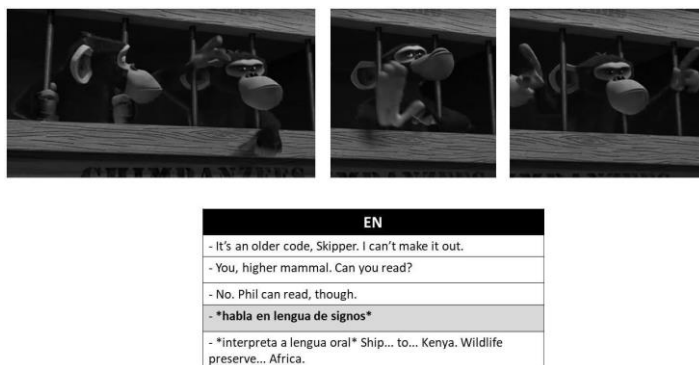 CHIMPANZEES
EN
- It's an older code, Skipper. I can't make it out.
- You, higher mammal. Can you read?
- No. Phil can read, though.
- *habla en lengua de signos*
- *interpreta a lengua oral* Ship... to... Kenya. Wildlife
preserve... Africa.